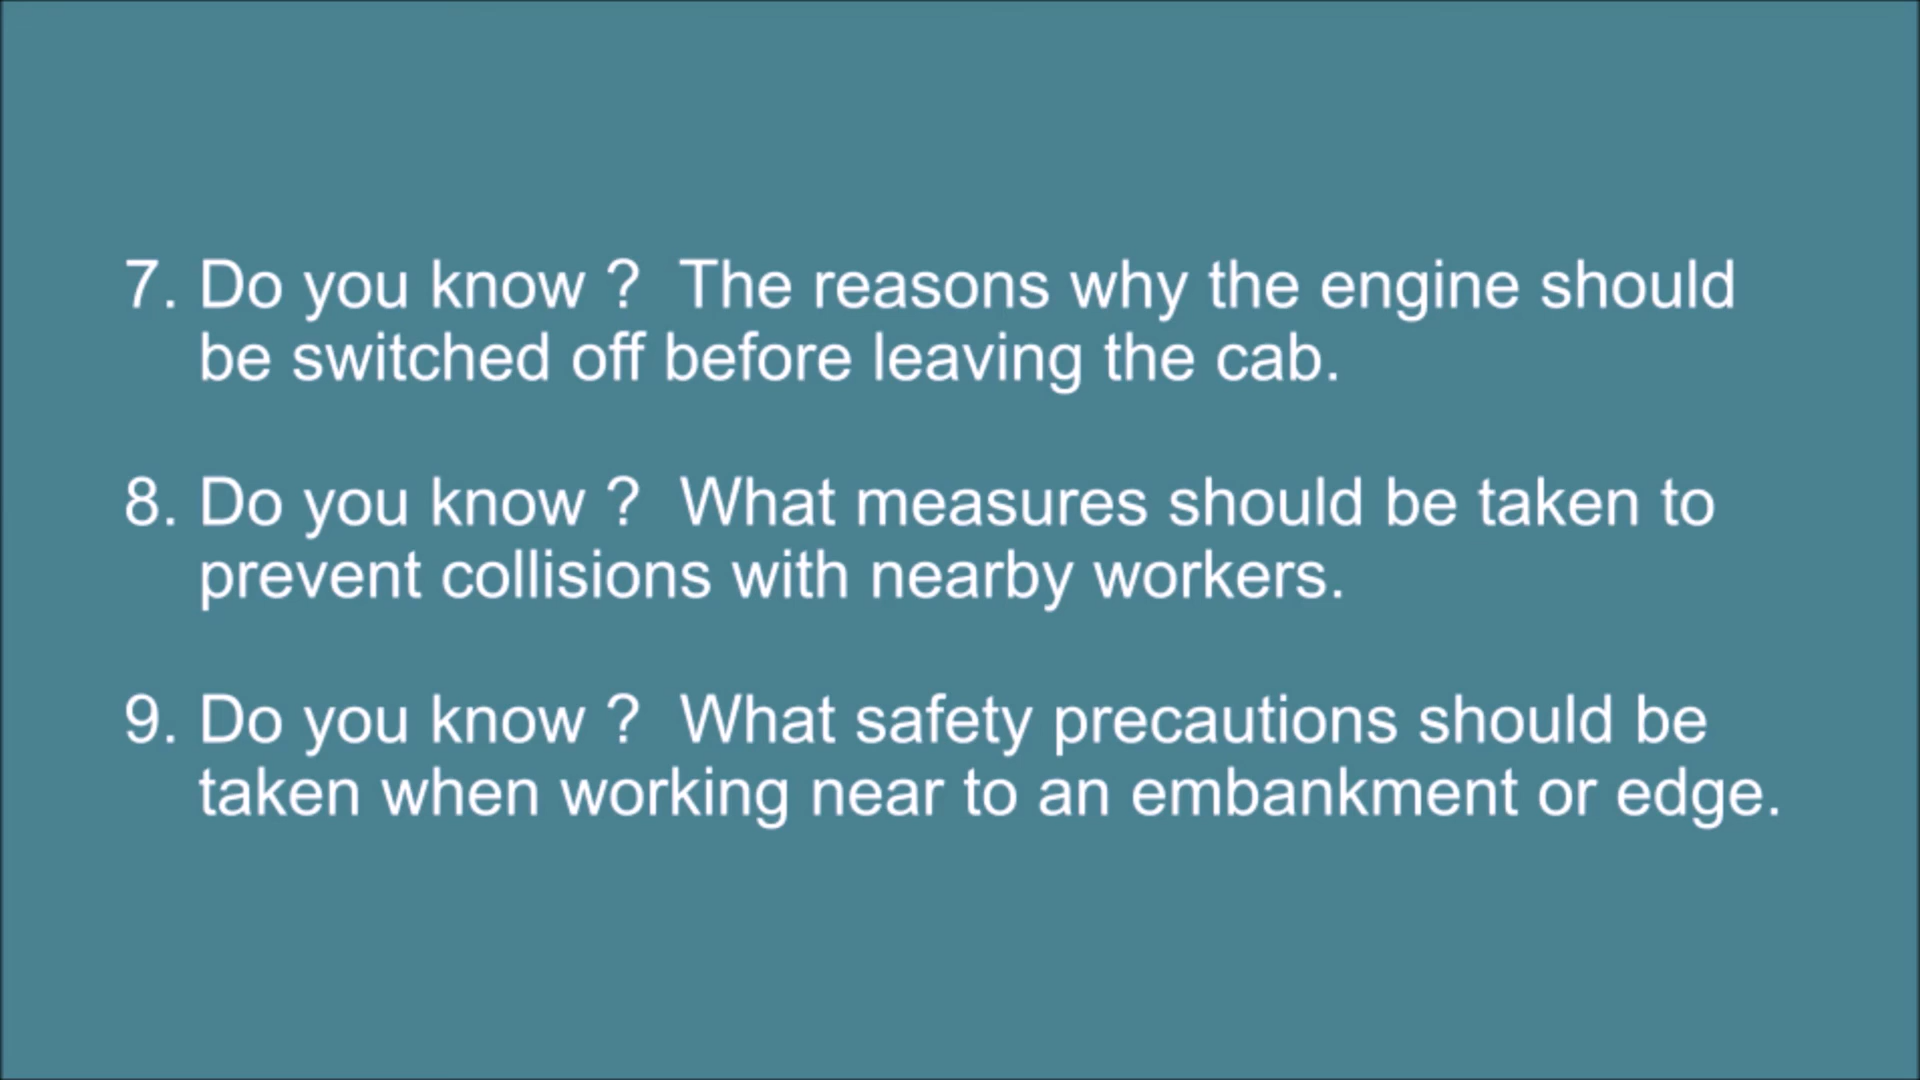 7. Do you know ?  The reasons why the engine should
be switched off before leaving the cab.
8. Do you know ?  What measures should be taken to
prevent collisions with nearby workers.
9. Do you know ?  What safety precautions should be
taken when working near to an embankment or edge.